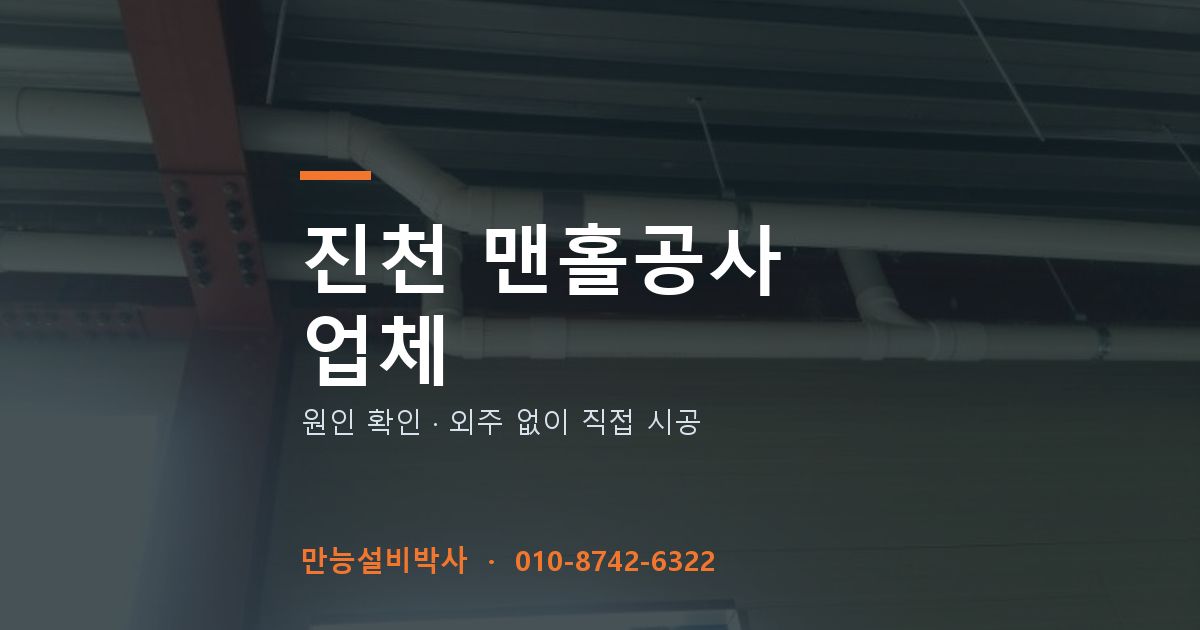 진천 맨홀공사
업체
원인 확인 · 외주 없이 직접 시공
만능설비박사 · 010-8742-6322